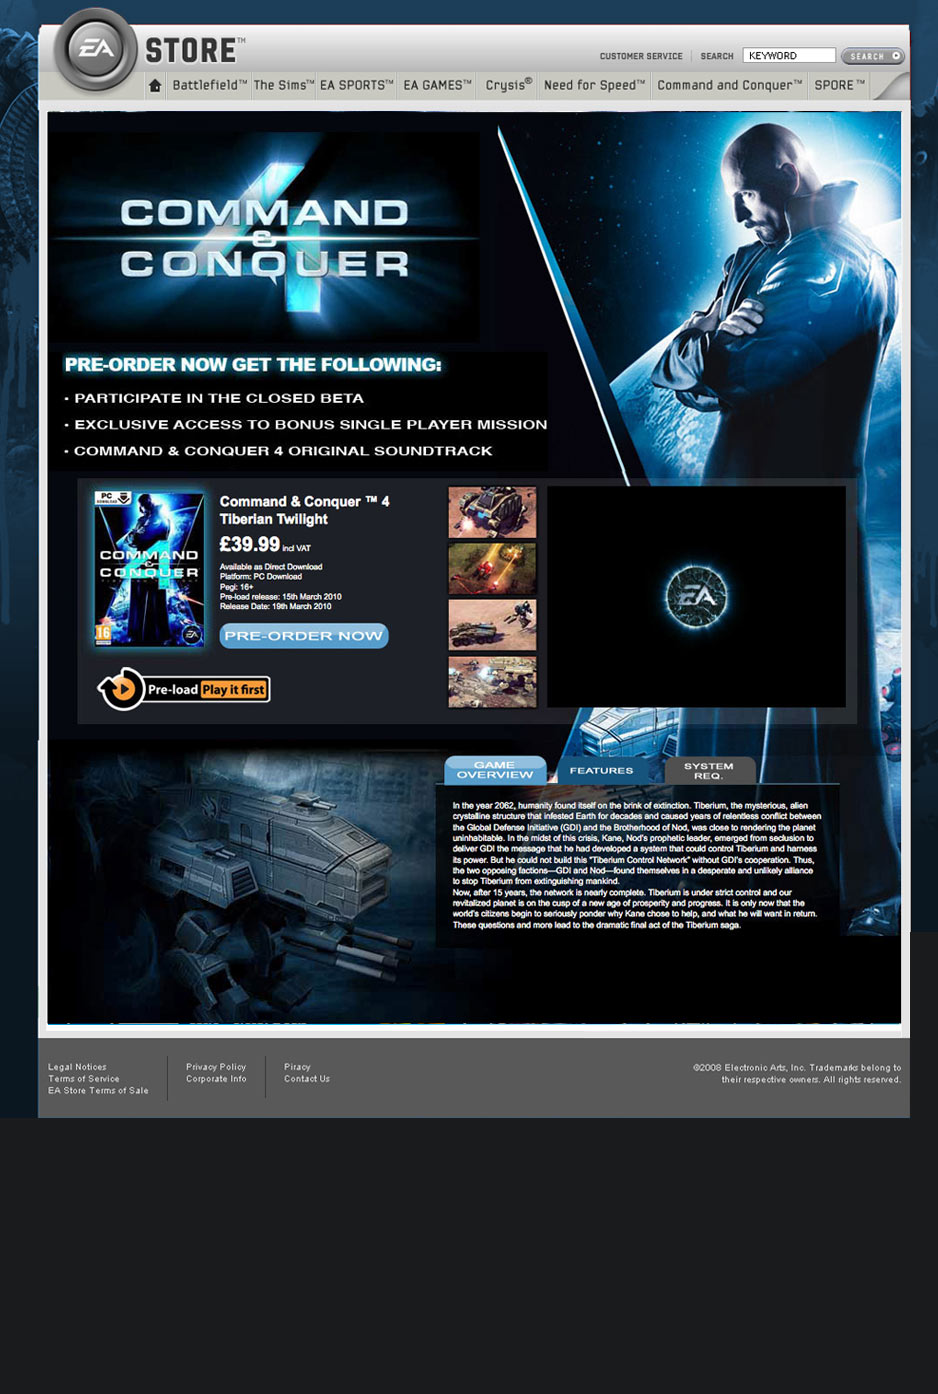 EA STORE™
CUSTOMER SERVICE
SEARCH
KEYWORD
SEARCH
Battlefield™
The Sims™
EA SPORTS™
EA GAMES™
Crysis®
Need for Speed™
Command and Conquer™
SPORE™
4
COMMAND
&
CONQUER
PRE-ORDER NOW GET THE FOLLOWING:
• PARTICIPATE IN THE CLOSED BETA
• EXCLUSIVE ACCESS TO BONUS SINGLE PLAYER MISSION
• COMMAND & CONQUER 4 ORIGINAL SOUNDTRACK
PC
DOWNLOAD
COMMAND
&
CONQUER
4
16
EA
Command & Conquer ™ 4
Tiberian Twilight
£39.99 incl VAT
Available as Direct Download
Platform: PC Download
Pegi: 16+
Pre-load release: 15th March 2010
Release Date: 19th March 2010
PRE-ORDER NOW
Pre-load Play it first
EA
GAME
OVERVIEW
FEATURES
SYSTEM
REQ.
In the year 2062, humanity found itself on the brink of extinction. Tiberium, the mysterious, alien
crystalline structure that infested Earth for decades and caused years of relentless conflict between
the Global Defense Initiative (GDI) and the Brotherhood of Nod, was close to rendering the planet
uninhabitable. In the midst of this crisis, Kane, Nod's prophetic leader, emerged from seclusion to
deliver GDI the message that he had developed a system that could control Tiberium and harness
its power. But he could not build this "Tiberium Control Network" without GDI's cooperation. Thus,
the two opposing factions—GDI and Nod—found themselves in a desperate and unlikely alliance
to stop Tiberium from extinguishing mankind.
Now, after 15 years, the network is nearly complete. Tiberium is under strict control and our
revitalized planet is on the cusp of a new age of prosperity and progress. It is only now that the
world's citizens begin to seriously ponder why Kane chose to help, and what he will want in return.
These questions and more lead to the dramatic final act of the Tiberium saga.
Legal Notices
Terms of Service
EA Store Terms of Sale
Privacy Policy
Corporate Info
Piracy
Contact Us
©2008 Electronic Arts, Inc. Trademarks belong to
their respective owners. All rights reserved.